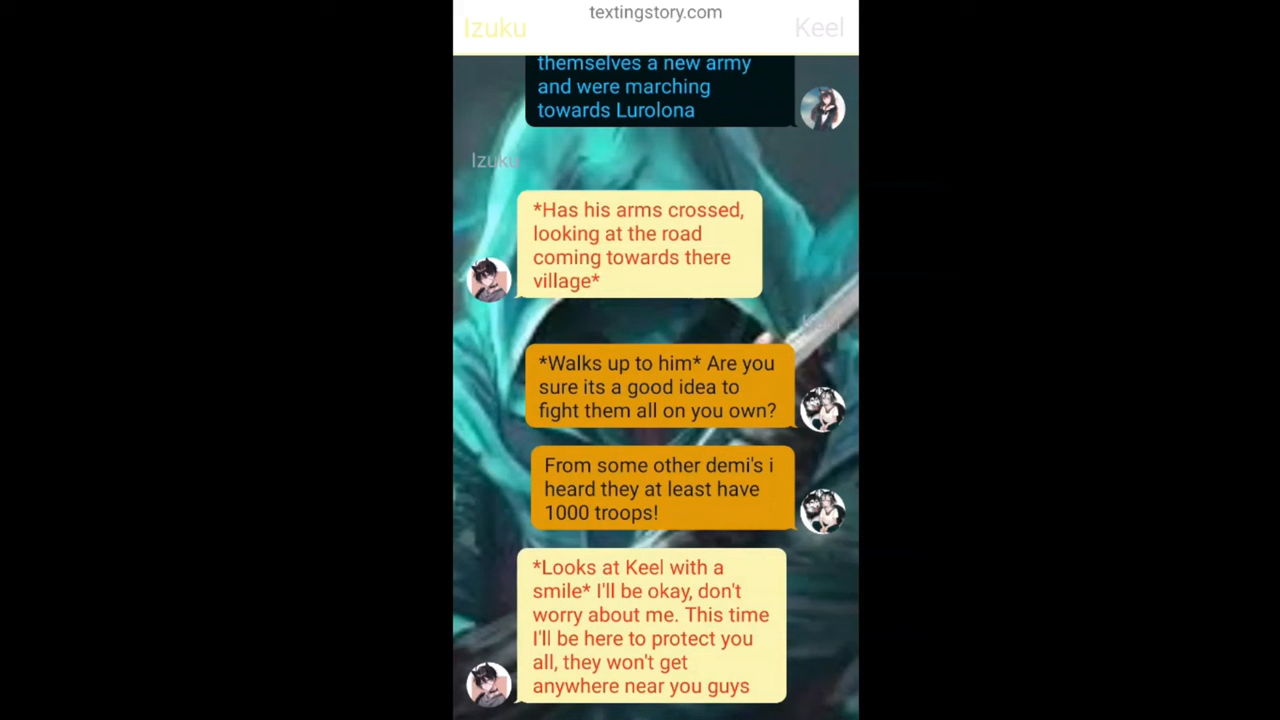 textingstory.com
Izuku
Keel
themselves a new army
and were marching
towards Lurolona
Izuku
*Has his arms crossed,
looking at the road
coming towards there
village*
*Walks up to him* Are you
sure its a good idea to
fight them all on you own?
From some other demi's i
heard they at least have
1000 troops!
*Looks at Keel with a
smile* I'll be okay, don't
worry about me. This time
I'll be here to protect you
all, they won't get
anywhere near you guys